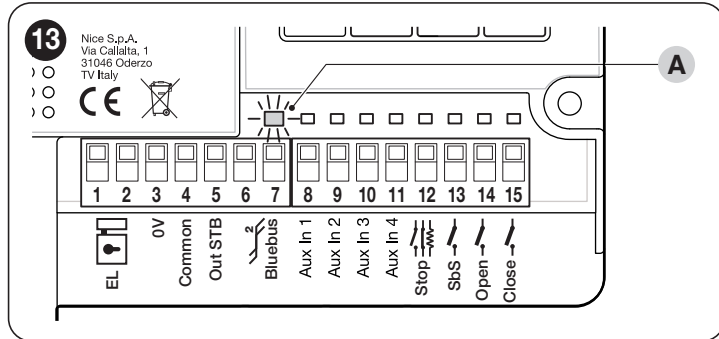 13
Nice S.p.A.
Via Callalta, 1
31046 Oderzo
TV Italy
CE
A
1 2 3 4 5 6 7 8 9 10 11 12 13 14 15
EL
0V
Common
Out STB
2
Bluebus
Aux In 1
Aux In 2
Aux In 3
Aux In 4
Stop
SbS
Open
Close